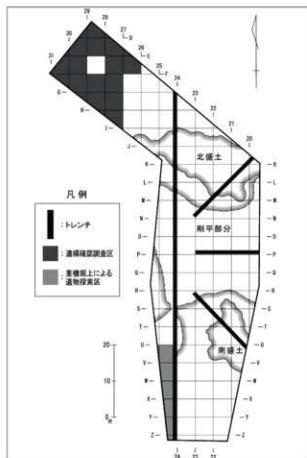 29
28
27
26
25
24
23
22
21
20
30
31
D
E
F
G
H
I
J
K
L
M
N
O
P
Q
R
S
T
U
V
W
X
Y
Z
北盛土
削平部分
南盛土
凡例
:トレンチ
:遺構確認調査区
:重機掘上による
遺物探索区
20
10
0m
K
L
M
N
O
P
Q
R
S
T
U
V
W
X
Y
Z
24
23
22